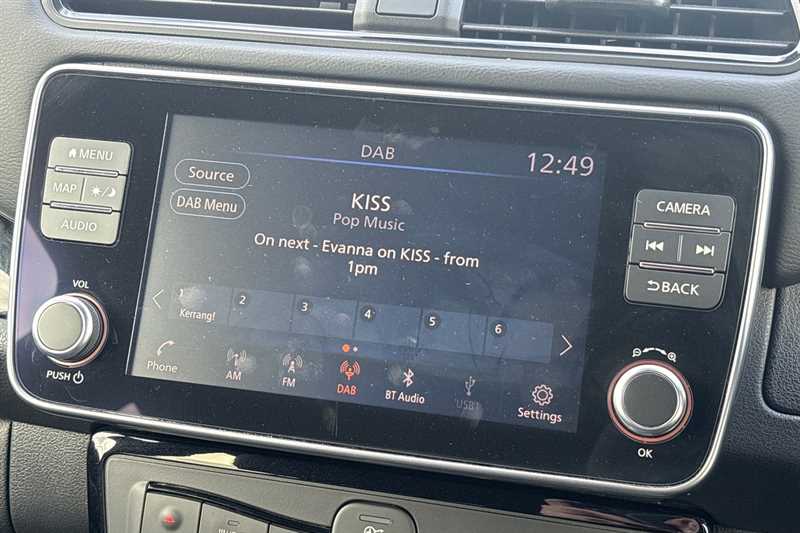 DAB
12:49
MENU
MAP
AUDIO
VOL
PUSH
Source
DAB Menu
KISS
Pop Music
On next - Evanna on KISS - from
1pm
1 2 3 4 5 6
Kerrang!
Phone
AM
FM
DAB
BT Audio
USB1
Settings
CAMERA
BACK
OK